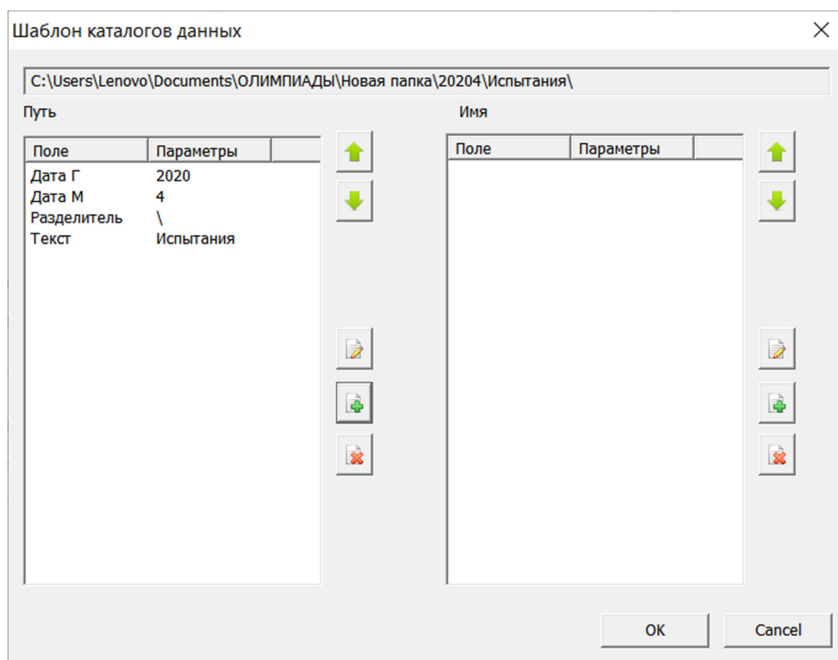 Шаблон каталогов данных
C:\Users\Lenovo\Documents\ОЛИМПИАДЫ\Новая папка\20204\Испытания\
Путь
Поле Параметры
Дата Г 2020
Дата М 4
Разделитель \
Текст Испытания
Имя
Поле Параметры
OK Cancel